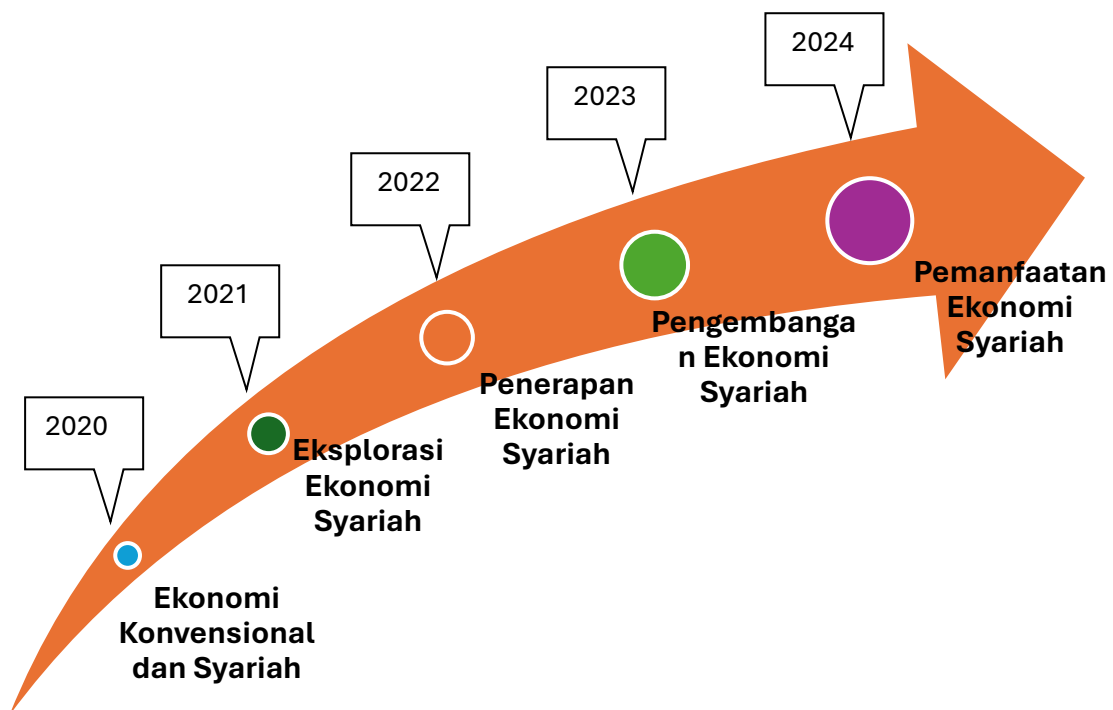 2020
Ekonomi
Konvensional
dan Syariah
2021
Eksplorasi
Ekonomi
Syariah
2022
Penerapan
Ekonomi
Syariah
2023
Pengembanga
n Ekonomi
Syariah
2024
Pemanfaatan
Ekonomi
Syariah